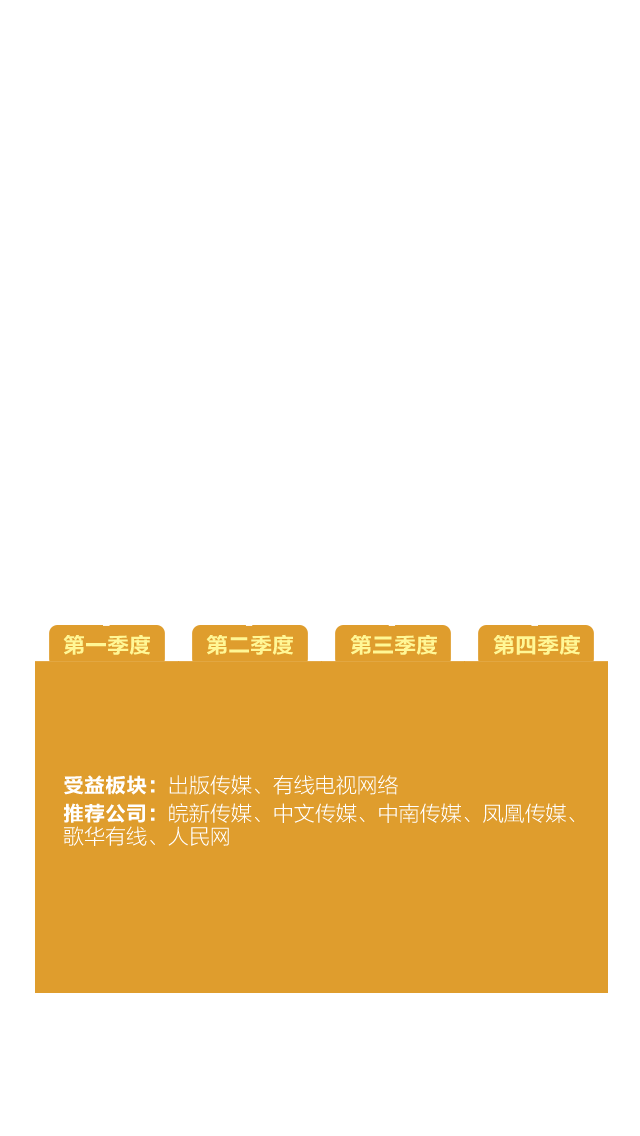 第一季度 第二季度 第三季度 第四季度
受益板块：出版传媒、有线电视网络
推荐公司：皖新传媒、中文传媒、中南传媒、凤凰传媒、
歌华有线、人民网